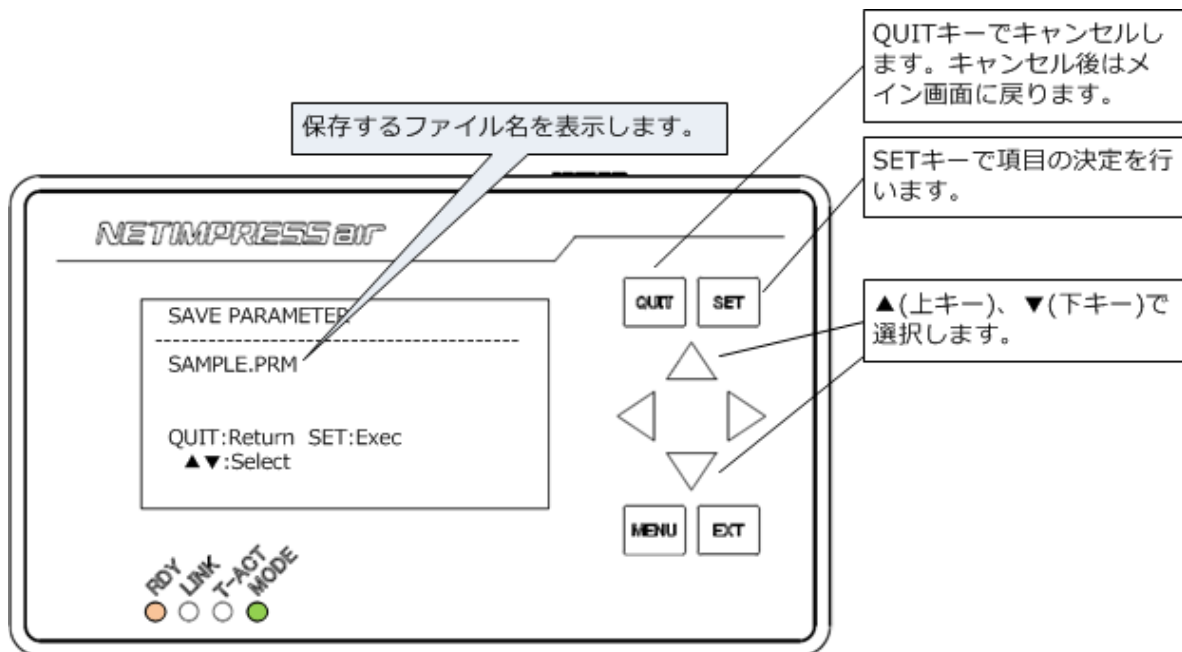 QUITキーでキャンセルし
ます。キャンセル後はメ
イン画面に戻ります。
保存するファイル名を表示します。
SETキーで項目の決定を行
います。
NETIMPRESS air
QUIT SET
▲(上キー)、▼(下キー)で
選択します。
SAVE PARAMETER
----------------------------------------
SAMPLE.PRM
QUIT:Return SET:Exec
▲▼:Select
MENU EXT
RDY
LINK
T-ACT
MODE